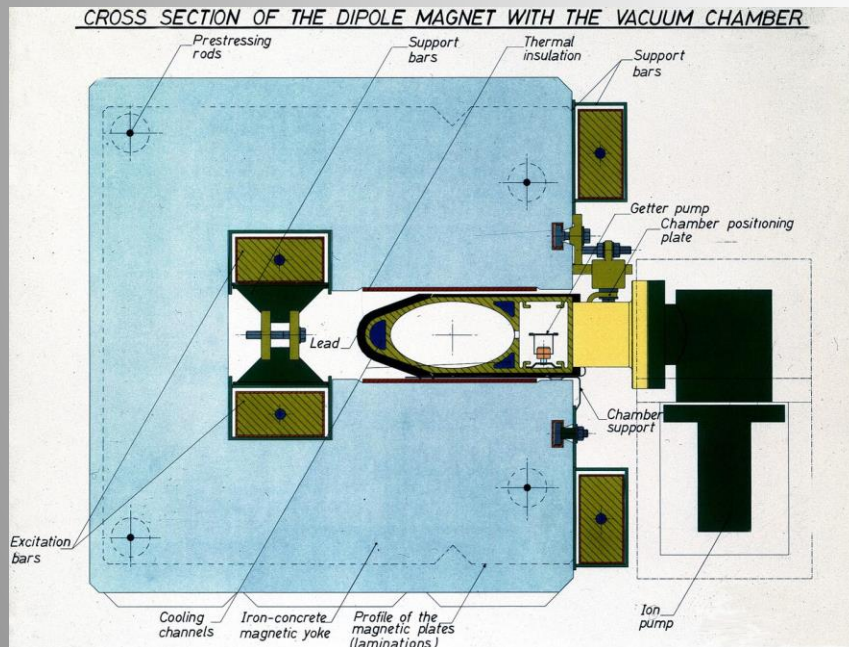 CROSS SECTION OF THE DIPOLE MAGNET WITH THE VACUUM CHAMBER
Prestressing
rods
Support
bars
Thermal
insulation
Support
bars
Getter pump
Chamber positioning
plate
Lead
Chamber
support
Excitation
bars
Cooling
channels
Iron-concrete
magnetic yoke
Profile of the
magnetic plates
(laminations)
Ion
pump